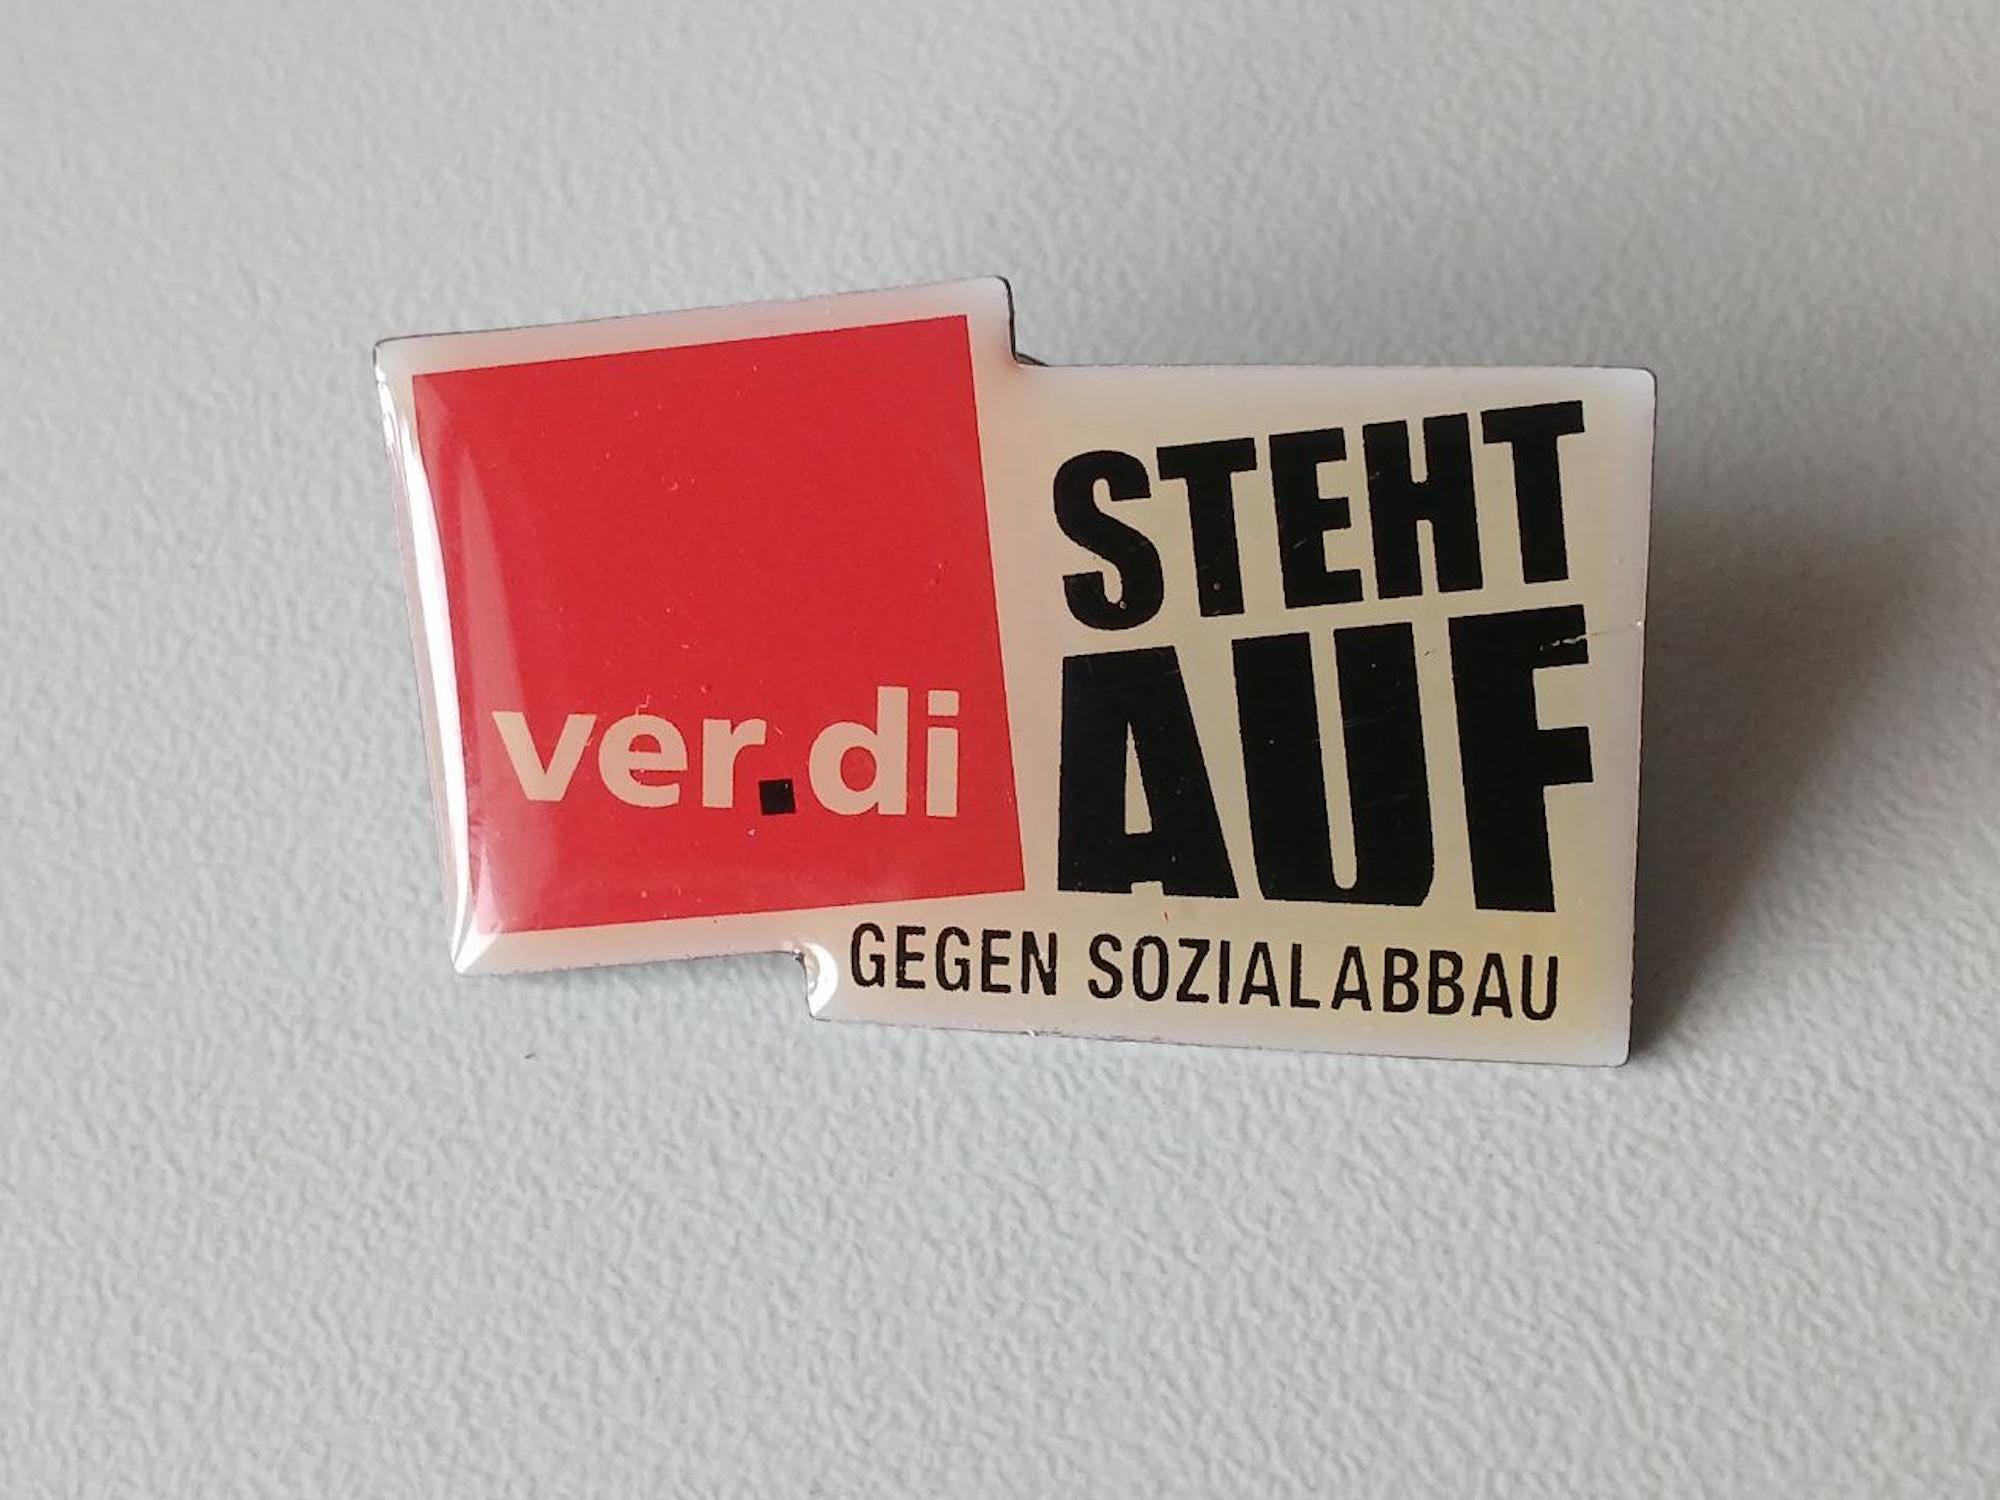 ver.di
STEHT
AUF
GEGEN SOZIALABBAU